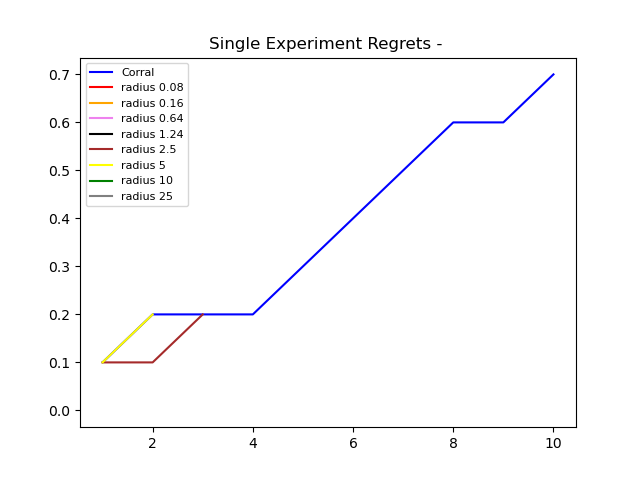 Single Experiment Regrets -
Corral
radius 0.08
radius 0.16
radius 0.64
radius 1.24
radius 2.5
radius 5
radius 10
radius 25
0.7
0.6
0.5
0.4
0.3
0.2
0.1
0.0
2 4 6 8 10